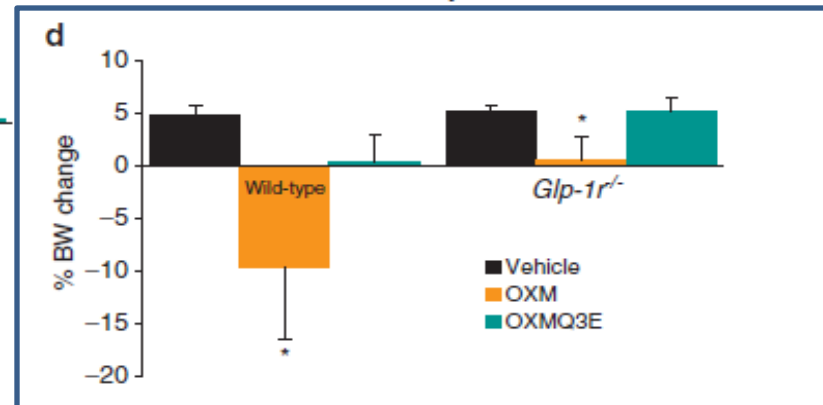 d
10
5
0
−5
−10
−15
−20
% BW change
*
Wild-type
Glp-1r-/-
*
Vehicle
OXM
OXMQ3E